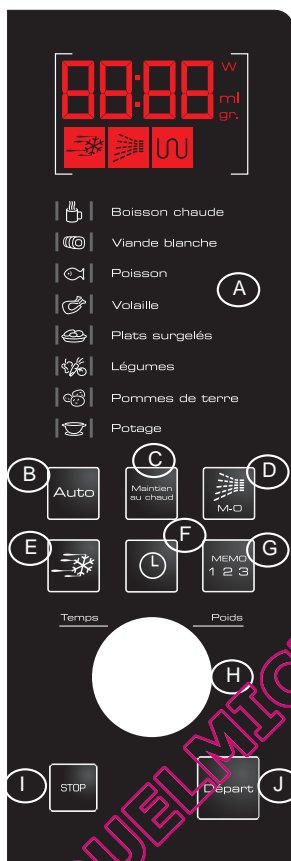 88:88 W
ml
gr.
Boisson chaude
Viande blanche
Poisson
A
Volaille
Plats surgelés
Légumes
Pommes de terre
Potage
B
C
D
Auto
Maintien
au chaud
M-O
E
F
G
MEMO
1 2 3
Temps
Poids
H
I
J
STOP
Départ